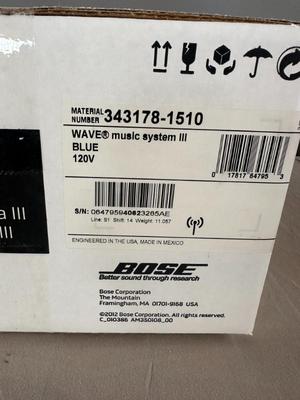 MATERIAL NUMBER 343178-1510
WAVE® music system III
BLUE
120V
0 17817 64795 3
S/N: 064795940823265AE
Line: S1 Shift: 14 Weight: 11.057
ENGINEERED IN THE USA, MADE IN MEXICO
a III
III
BOSE
Better sound through research
Bose Corporation
The Mountain
Framingham, MA 01701-9168 USA
©2012 Bose Corporation. All rights reserved.
C_010386 AM350108_00